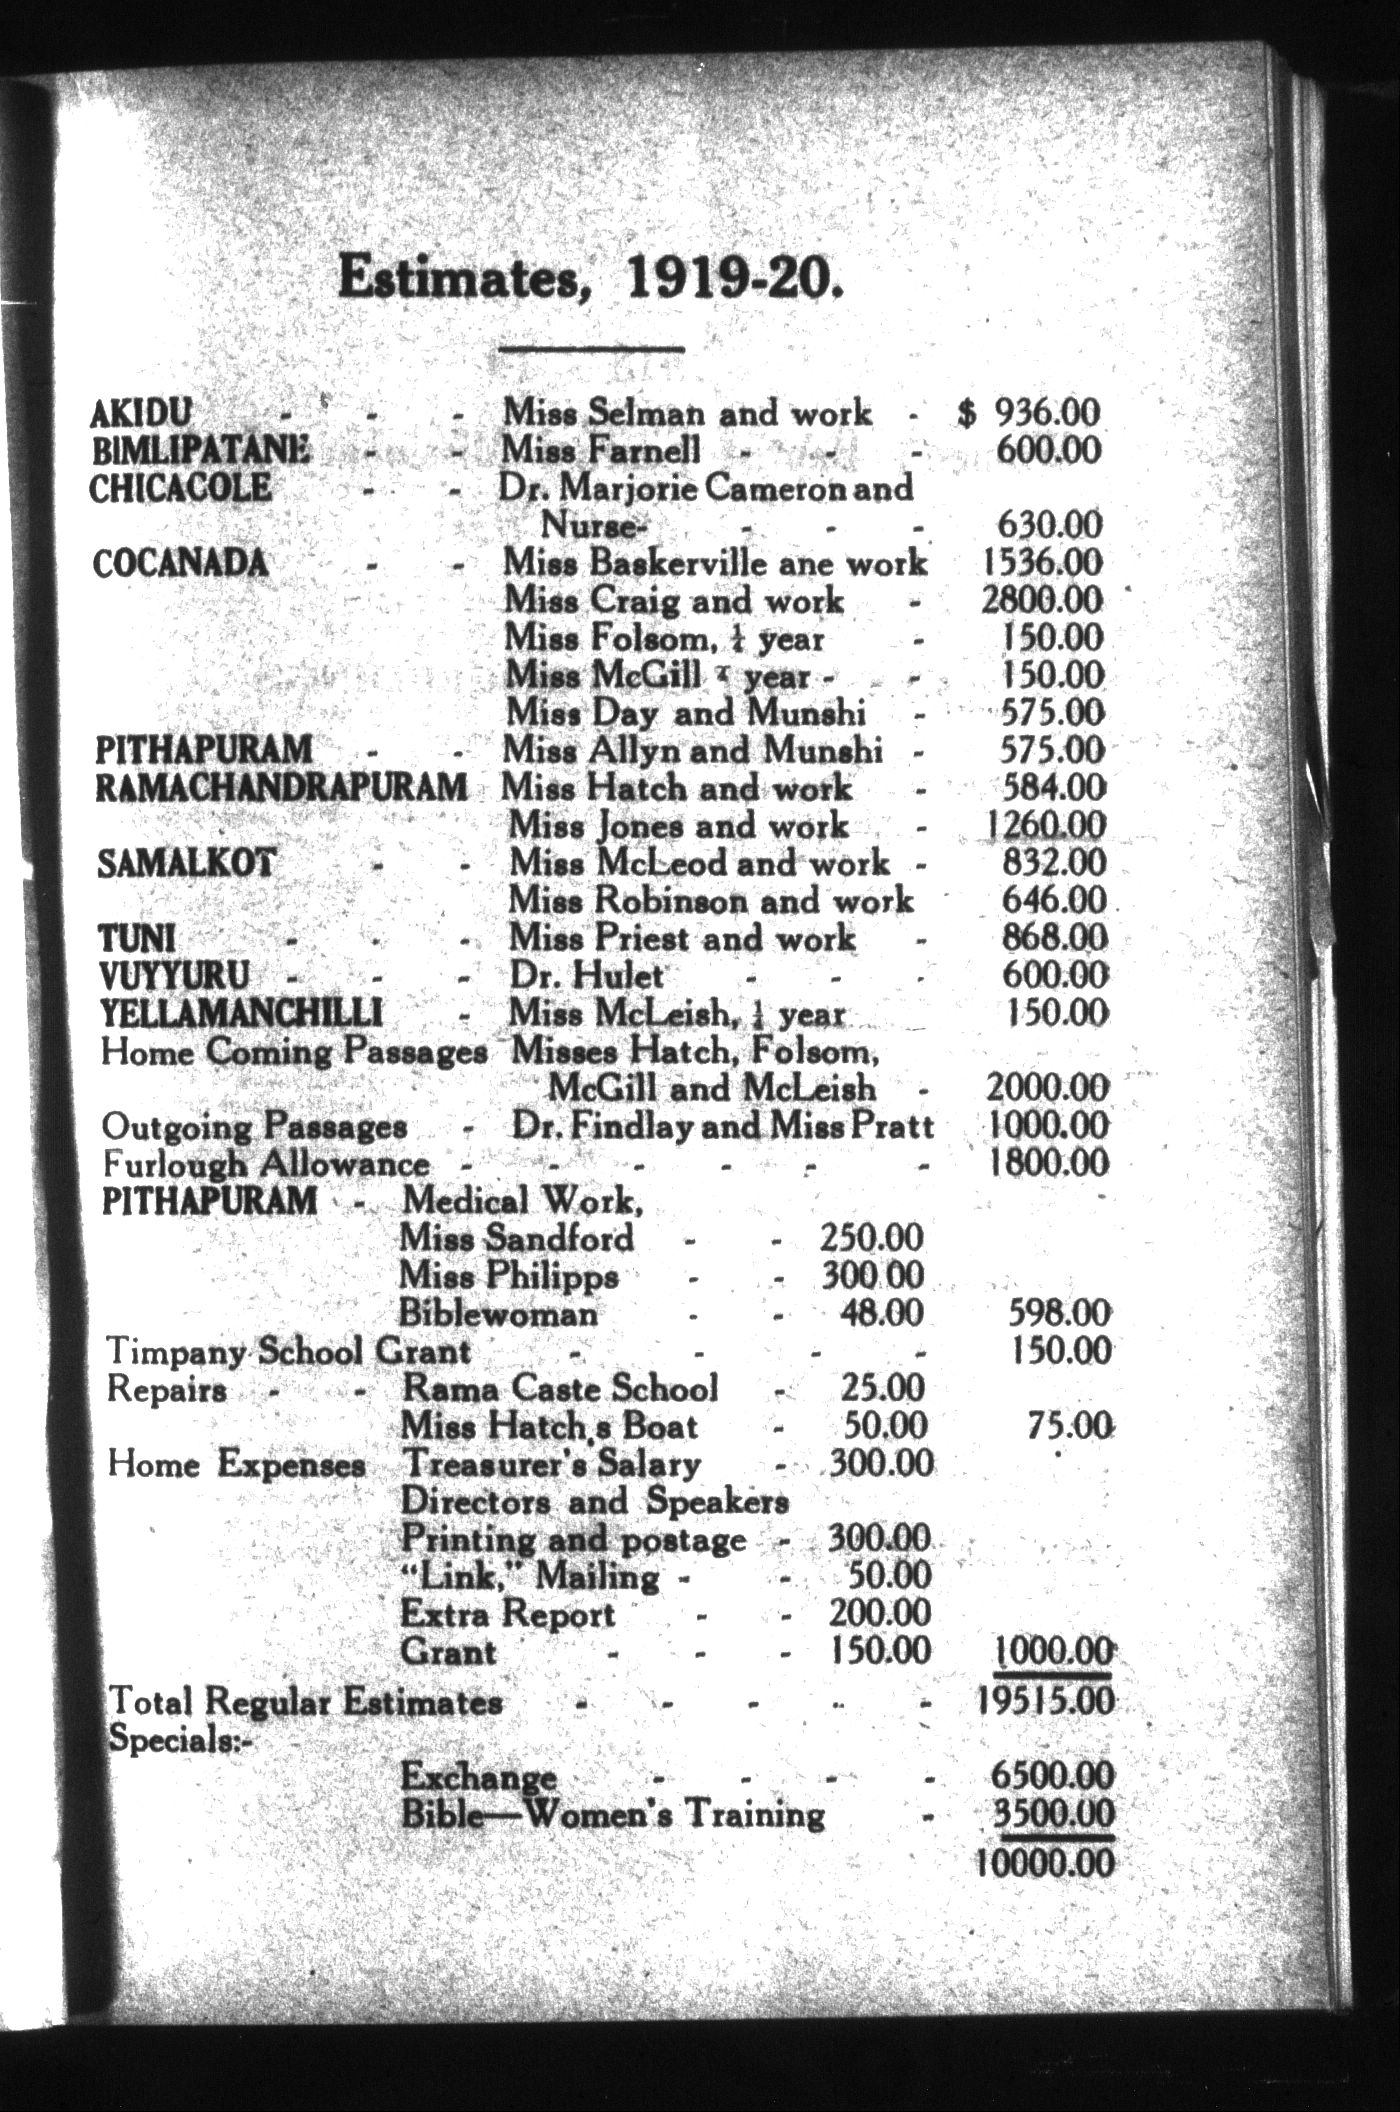 Estimates, 1919-20.
AKIDU - - - Miss Selman and work - $ 936.00
BIMLIPATANE - - Miss Farnell - - - 600.00
CHICACOLE - - Dr. Marjorie Cameron and
Nurse- - - - 630.00
COCANADA - - Miss Baskerville ane work 1536.00
Miss Craig and work - 2800.00
Miss Folsom, ¼ year - 150.00
Miss McGill year - - 150.00
Miss Day and Munshi - 575.00
PITHAPURAM - - Miss Allyn and Munshi - 575.00
RAMACHANDRAPURAM Miss Hatch and work - 584.00
Miss Jones and work - 1260.00
SAMALKOT - - Miss McLeod and work - 832.00
Miss Robinson and work 646.00
TUNI - - - Miss Priest and work - 868.00
VUYYURU - - - Dr. Hulet - - - 600.00
YELLAMANCHILLI - Miss McLeish, ¼ year 150.00
Home Coming Passages Misses Hatch, Folsom,
McGill and McLeish - 2000.00
Outgoing Passages - Dr. Findlay and Miss Pratt 1000.00
Furlough Allowance - - - - - - 1800.00
PITHAPURAM - Medical Work,
Miss Sandford - - 250.00
Miss Philipps - - 300 00
Biblewoman - - 48.00 598.00
Timpany School Grant - - - - 150.00
Repairs - - Rama Caste School - 25.00
Miss Hatch,s Boat - 50.00 75.00
Home Expenses Treasurer's Salary - 300.00
Directors and Speakers
Printing and postage - 300.00
"Link," Mailing - - 50.00
Extra Report - - 200.00
Grant - - - 150.00 1000.00
Total Regular Estimates - - - - - 19515.00
Specials:-
Exchange - - - - 6500.00
Bible—Women's Training - 3500.00
10000.00